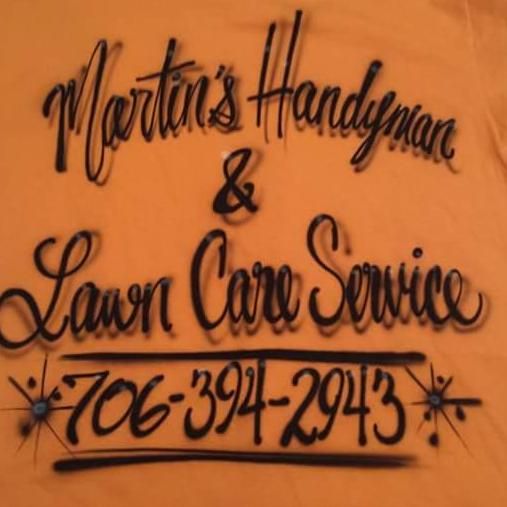 Martin's Handyman
&
Lawn Care Service
706-394-2943